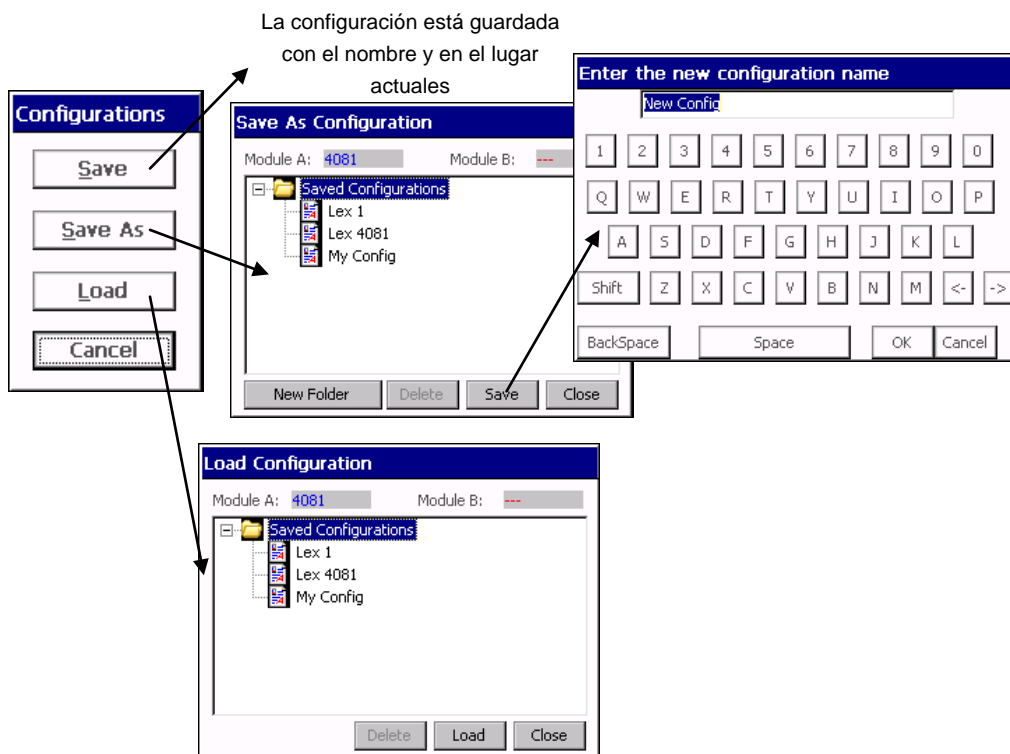 La configuración está guardada
con el nombre y en el lugar
actuales
Configurations
Save
Save As
Load
Cancel
Save As Configuration
Module A: 4081 Module B: ---
Saved Configurations
Lex 1
Lex 4081
My Config
New Folder Delete Save Close
Enter the new configuration name
New Config
1 2 3 4 5 6 7 8 9 0
Q W E R T Y U I O P
A S D F G H J K L
Shift Z X C V B N M <- ->
BackSpace Space OK Cancel
Load Configuration
Module A: 4081 Module B: ---
Saved Configurations
Lex 1
Lex 4081
My Config
Delete Load Close